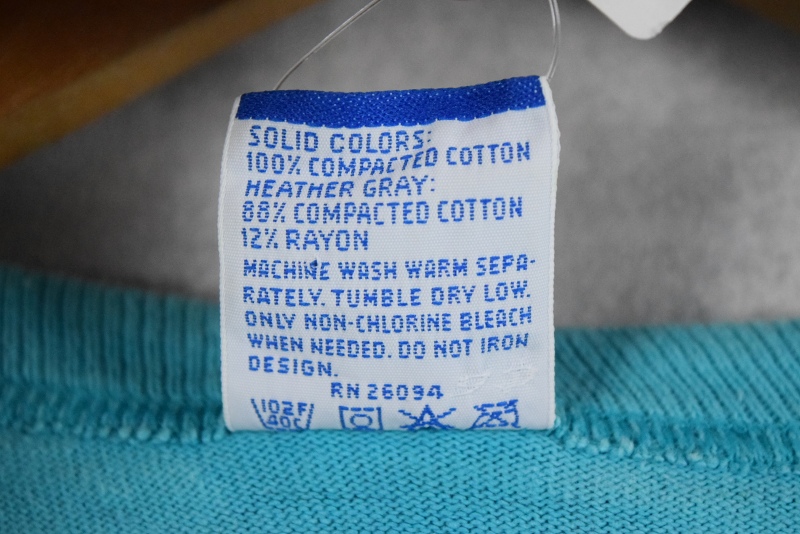 SOLID COLORS:
100% COMPACTED COTTON
HEATHER GRAY:
88% COMPACTED COTTON
12% RAYON
MACHINE WASH WARM SEPA-
RATELY. TUMBLE DRY LOW.
ONLY NON-CHLORINE BLEACH
WHEN NEEDED. DO NOT IRON
DESIGN.
RN 26094
102F
40C